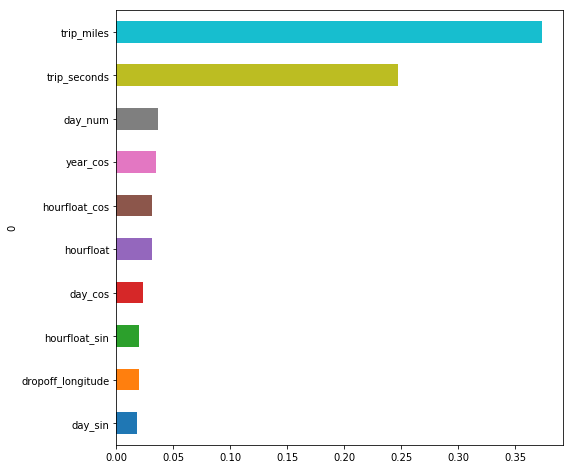 trip_miles
trip_seconds
day_num
year_cos
hourfloat_cos
0
hourfloat
day_cos
hourfloat_sin
dropoff_longitude
day_sin
0.00 0.05 0.10 0.15 0.20 0.25 0.30 0.35